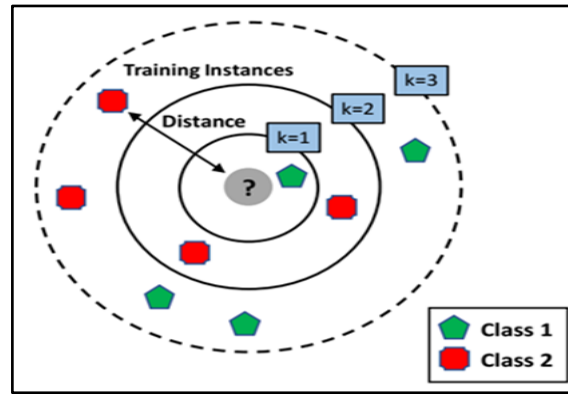 k=3
Training Instances
k=2
Distance
k=1
?
Class 1
Class 2